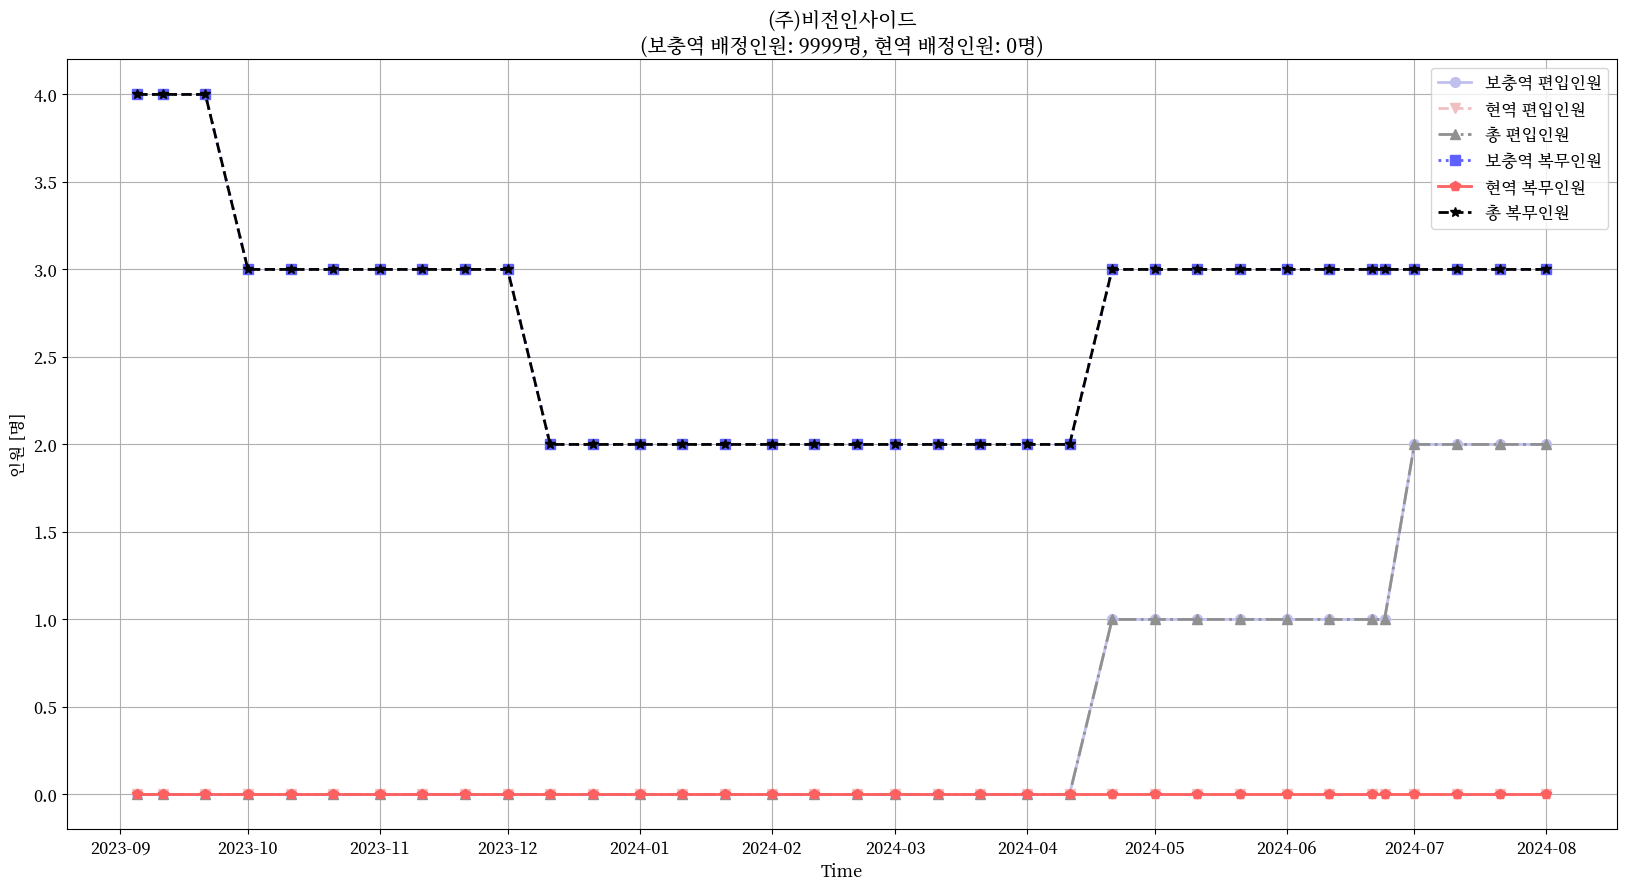 (주)비전인사이드
(보충역 배정인원: 9999명, 현역 배정인원: 0명)
보충역 편입인원
현역 편입인원
총 편입인원
보충역 복무인원
현역 복무인원
총 복무인원
인원 [명]
4.0
3.5
3.0
2.5
2.0
1.5
1.0
0.5
0.0
2023-09 2023-10 2023-11 2023-12 2024-01 2024-02 2024-03 2024-04 2024-05 2024-06 2024-07 2024-08
Time